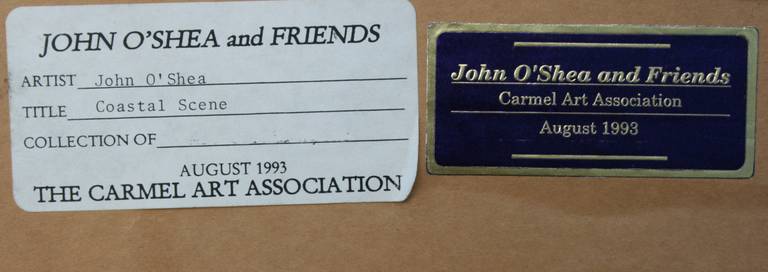 JOHN O'SHEA and FRIENDS
ARTIST John O'Shea
TITLE Coastal Scene
COLLECTION OF
AUGUST 1993
THE CARMEL ART ASSOCIATION
John O'Shea and Friends
Carmel Art Association
August 1993